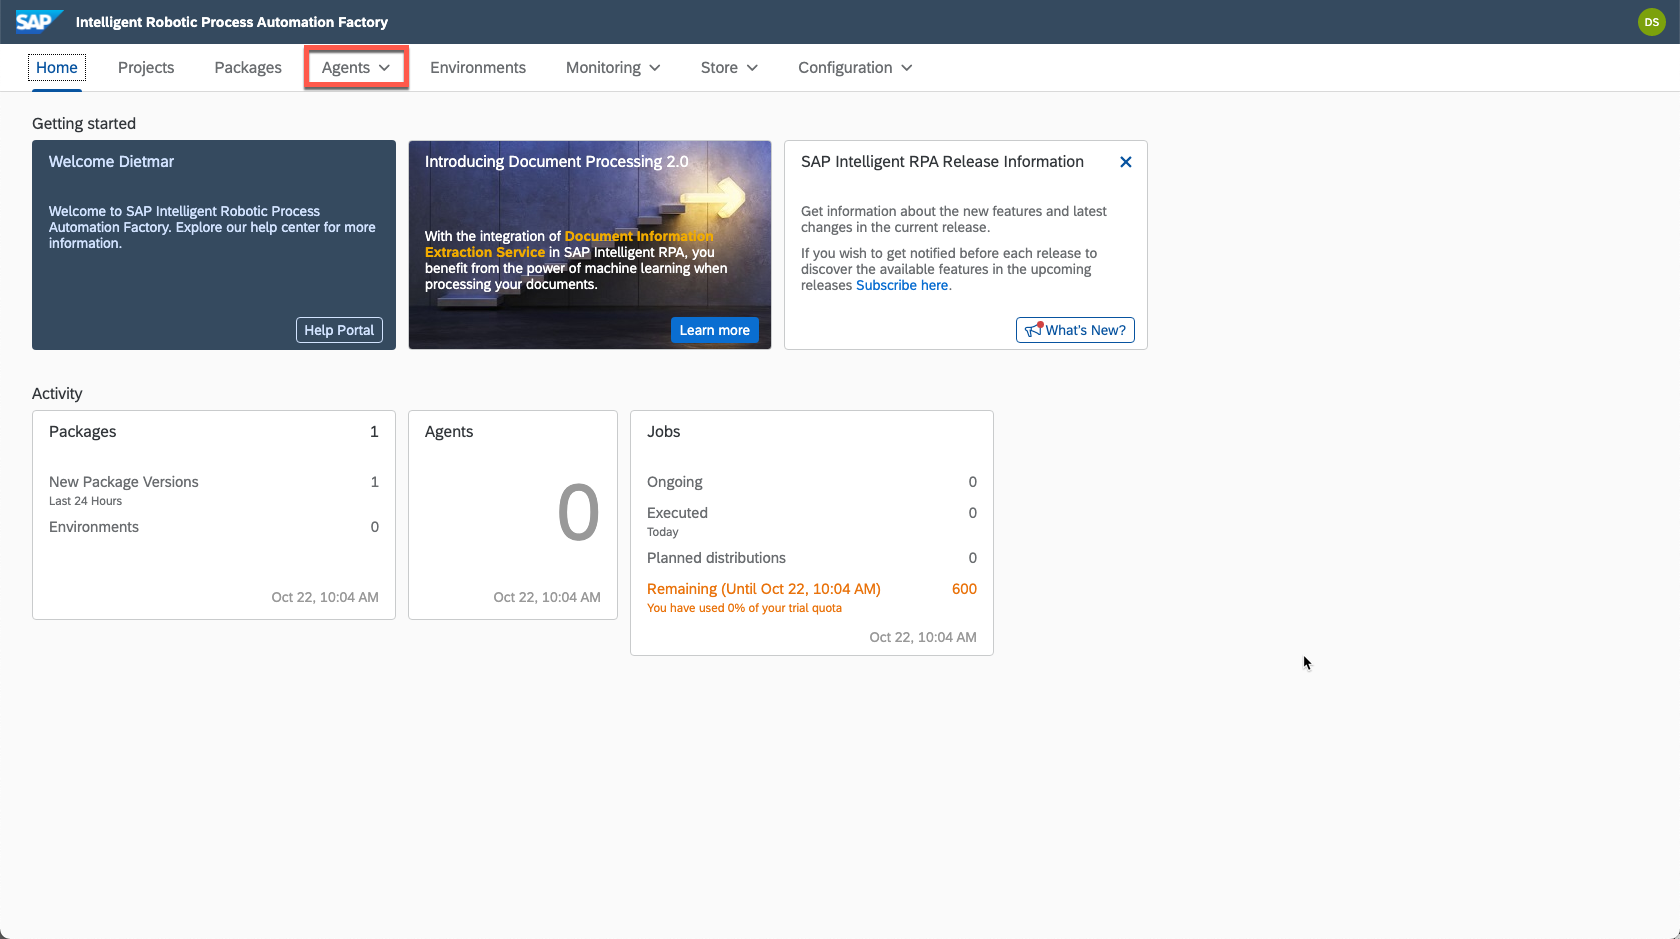 SAP Intelligent Robotic Process Automation Factory DS
Home Projects Packages Agents Environments Monitoring Store Configuration
Getting started
Welcome Dietmar
Welcome to SAP Intelligent Robotic Process
Automation Factory. Explore our help center for more
information.
Help Portal
Introducing Document Processing 2.0
With the integration of Document Information
Extraction Service in SAP Intelligent RPA, you
benefit from the power of machine learning when
processing your documents.
Learn more
SAP Intelligent RPA Release Information
Get information about the new features and latest
changes in the current release.
If you wish to get notified before each release to
discover the available features in the upcoming
releases Subscribe here.
What's New?
Activity
Packages 1
New Package Versions 1
Last 24 Hours
Environments 0
Oct 22, 10:04 AM
Agents
0
Oct 22, 10:04 AM
Jobs
Ongoing 0
Executed 0
Today
Planned distributions 0
Remaining (Until Oct 22, 10:04 AM) 600
You have used 0% of your trial quota
Oct 22, 10:04 AM